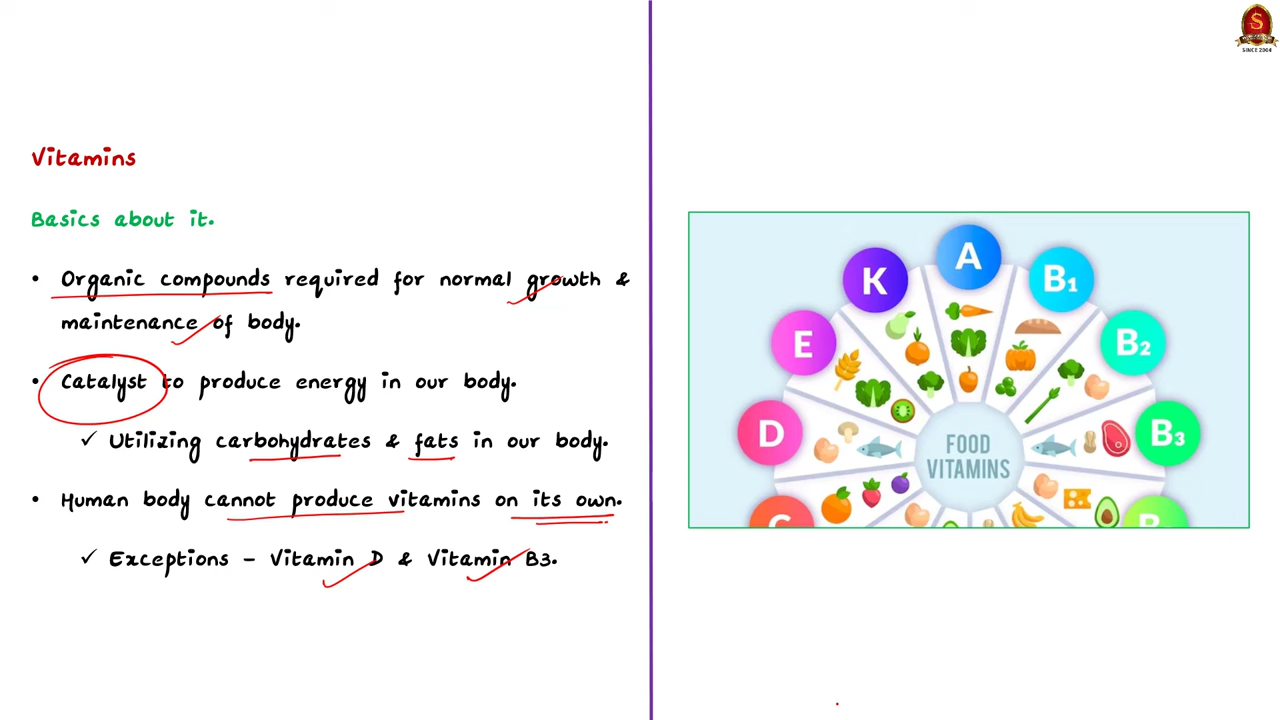 Vitamins
Basics about it.
• Organic compounds required for normal growth &
maintenance of body.
• Catalyst to produce energy in our body.
✓ Utilizing carbohydrates & fats in our body.
• Human body cannot produce vitamins on its own.
✓ Exceptions – Vitamin D & Vitamin B3.
S
SINCE 2004
A
K
B1
E
B2
D
B3
FOOD
VITAMINS